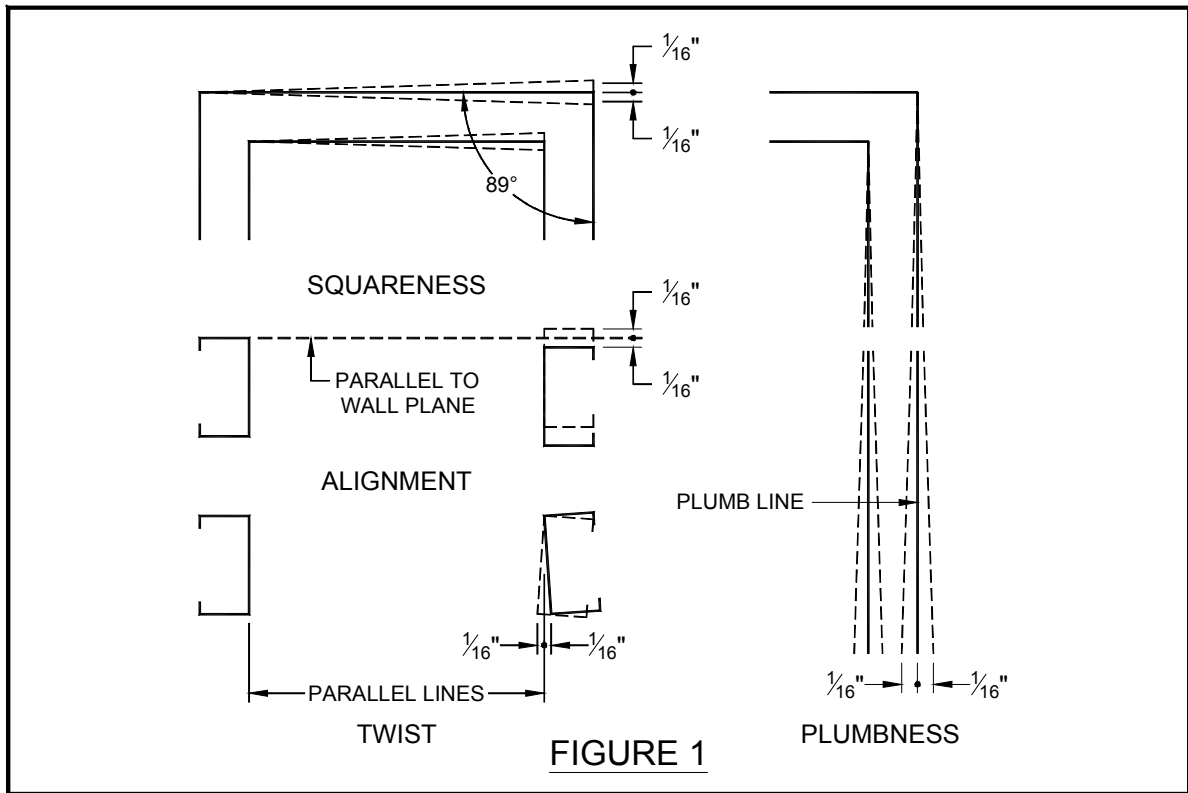 1⁄16"
1⁄16"
89°
SQUARENESS
1⁄16"
1⁄16"
PARALLEL TO
WALL PLANE
ALIGNMENT
1⁄16"
1⁄16"
PARALLEL LINES
TWIST
PLUMB LINE
1⁄16"
1⁄16"
PLUMBNESS
FIGURE 1